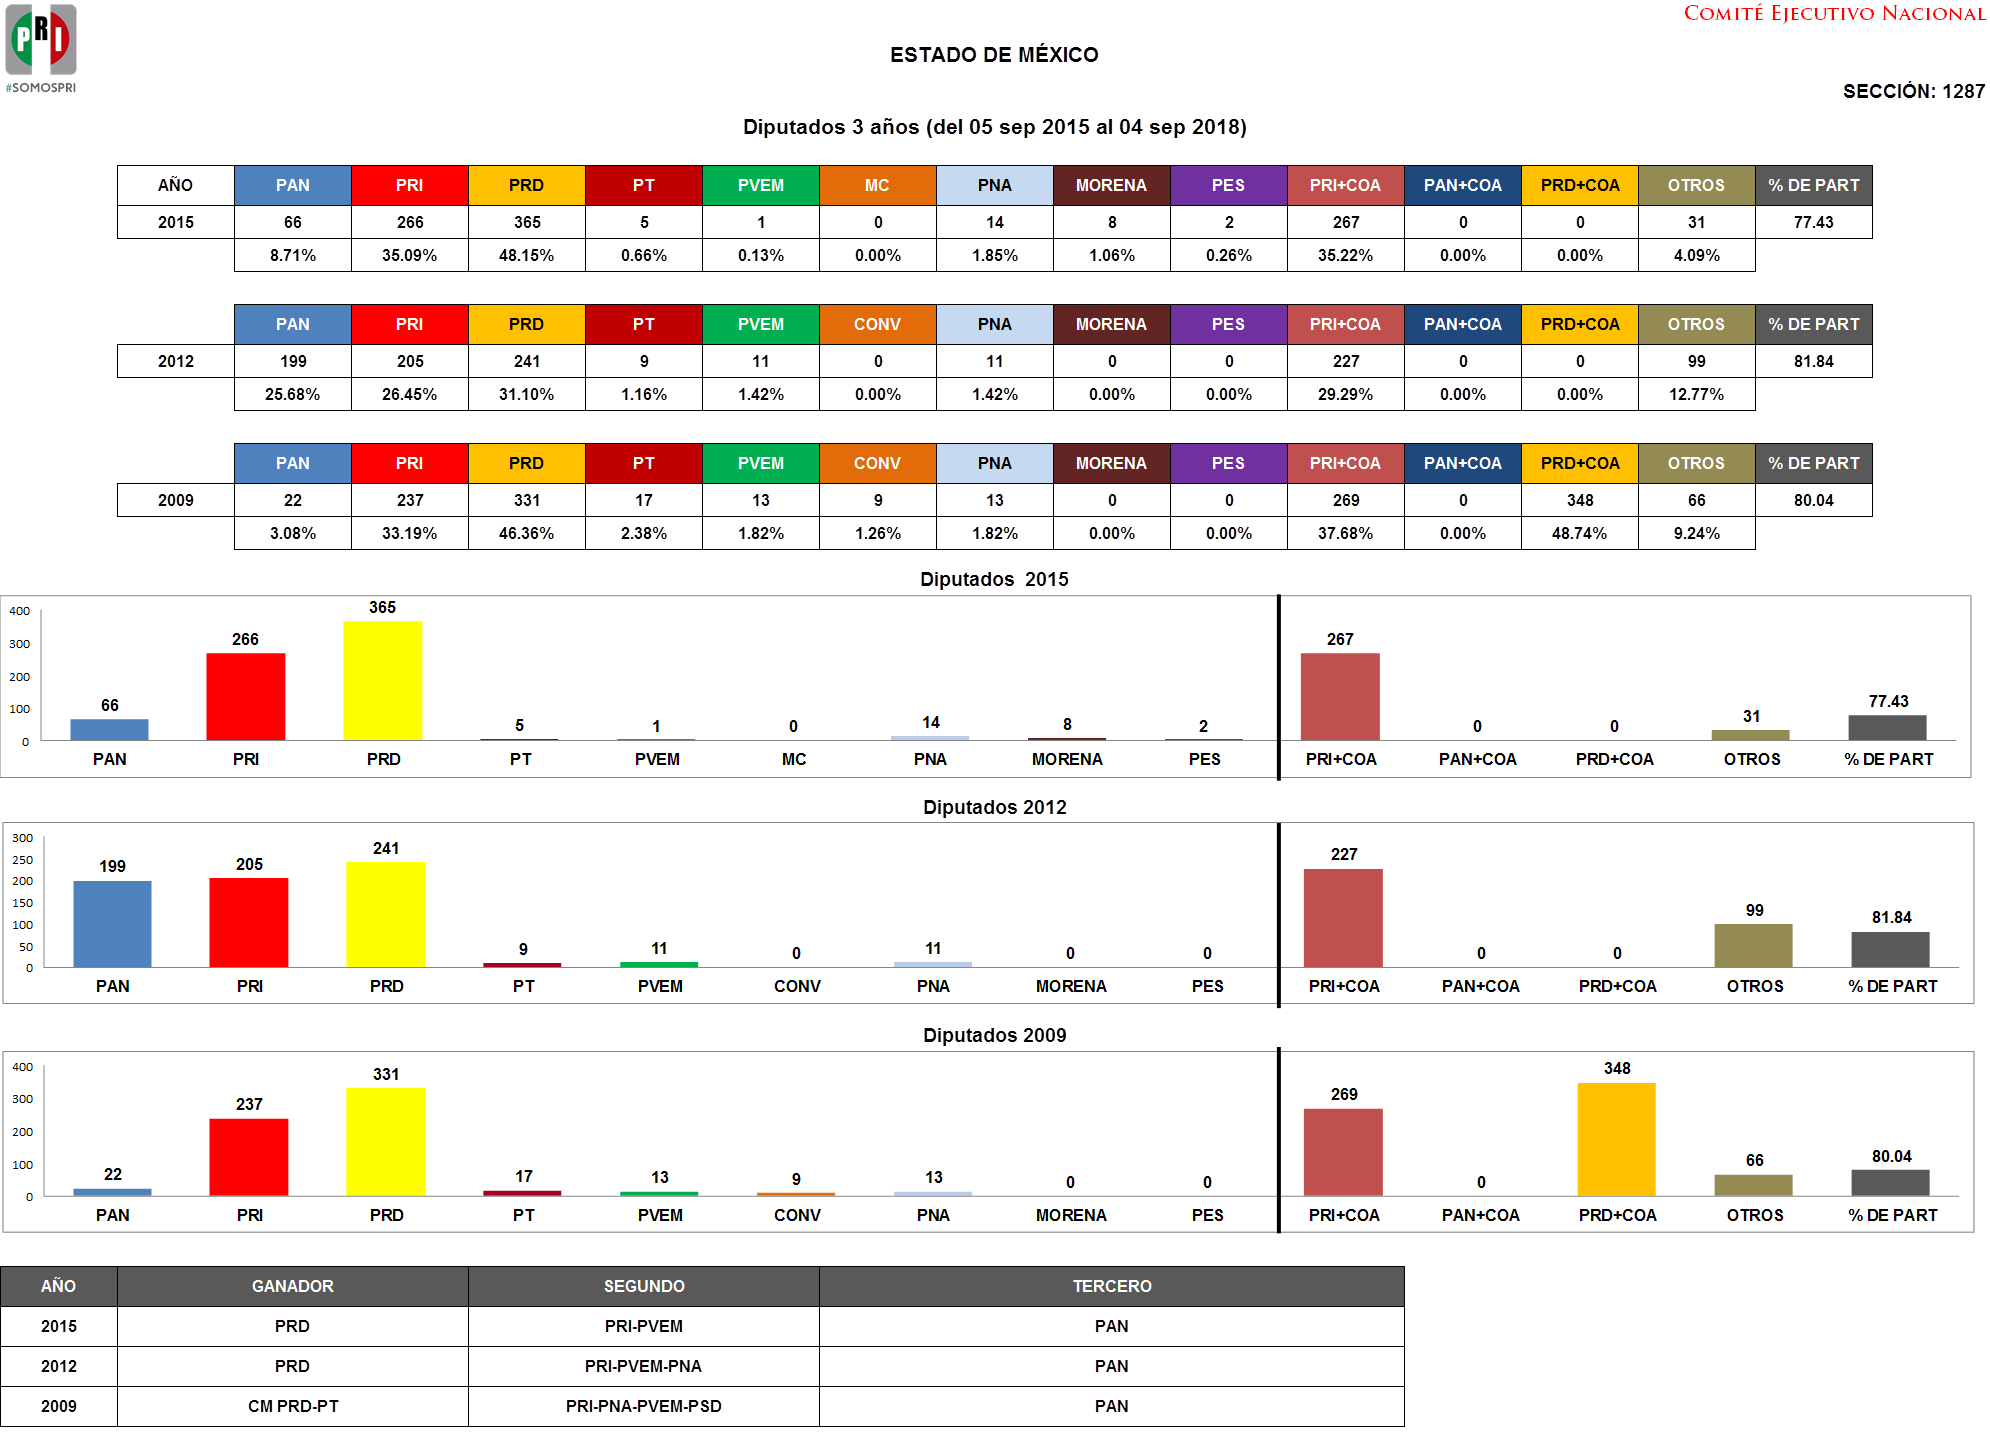 PRI
#SOMOSPRI
COMITÉ EJECUTIVO NACIONAL
ESTADO DE MÉXICO
SECCIÓN: 1287
Diputados 3 años (del 05 sep 2015 al 04 sep 2018)
AÑO PAN PRI PRD PT PVEM MC PNA MORENA PES PRI+COA PAN+COA PRD+COA OTROS % DE PART
2015 66 266 365 5 1 0 14 8 2 267 0 0 31 77.43
8.71% 35.09% 48.15% 0.66% 0.13% 0.00% 1.85% 1.06% 0.26% 35.22% 0.00% 0.00% 4.09%
PAN PRI PRD PT PVEM CONV PNA MORENA PES PRI+COA PAN+COA PRD+COA OTROS % DE PART
2012 199 205 241 9 11 0 11 0 0 227 0 0 99 81.84
25.68% 26.45% 31.10% 1.16% 1.42% 0.00% 1.42% 0.00% 0.00% 29.29% 0.00% 0.00% 12.77%
PAN PRI PRD PT PVEM CONV PNA MORENA PES PRI+COA PAN+COA PRD+COA OTROS % DE PART
2009 22 237 331 17 13 9 13 0 0 269 0 348 66 80.04
3.08% 33.19% 46.36% 2.38% 1.82% 1.26% 1.82% 0.00% 0.00% 37.68% 0.00% 48.74% 9.24%
Diputados 2015
400
300
200
100
0
66 266 365 5 1 0 14 8 2 267 0 0 31 77.43
PAN PRI PRD PT PVEM MC PNA MORENA PES PRI+COA PAN+COA PRD+COA OTROS % DE PART
Diputados 2012
300
250
200
150
100
50
0
199 205 241 9 11 0 11 0 0 227 0 0 99 81.84
PAN PRI PRD PT PVEM CONV PNA MORENA PES PRI+COA PAN+COA PRD+COA OTROS % DE PART
Diputados 2009
400
300
200
100
0
22 237 331 17 13 9 13 0 0 269 0 348 66 80.04
PAN PRI PRD PT PVEM CONV PNA MORENA PES PRI+COA PAN+COA PRD+COA OTROS % DE PART
AÑO GANADOR SEGUNDO TERCERO
2015 PRD PRI-PVEM PAN
2012 PRD PRI-PVEM-PNA PAN
2009 CM PRD-PT PRI-PNA-PVEM-PSD PAN